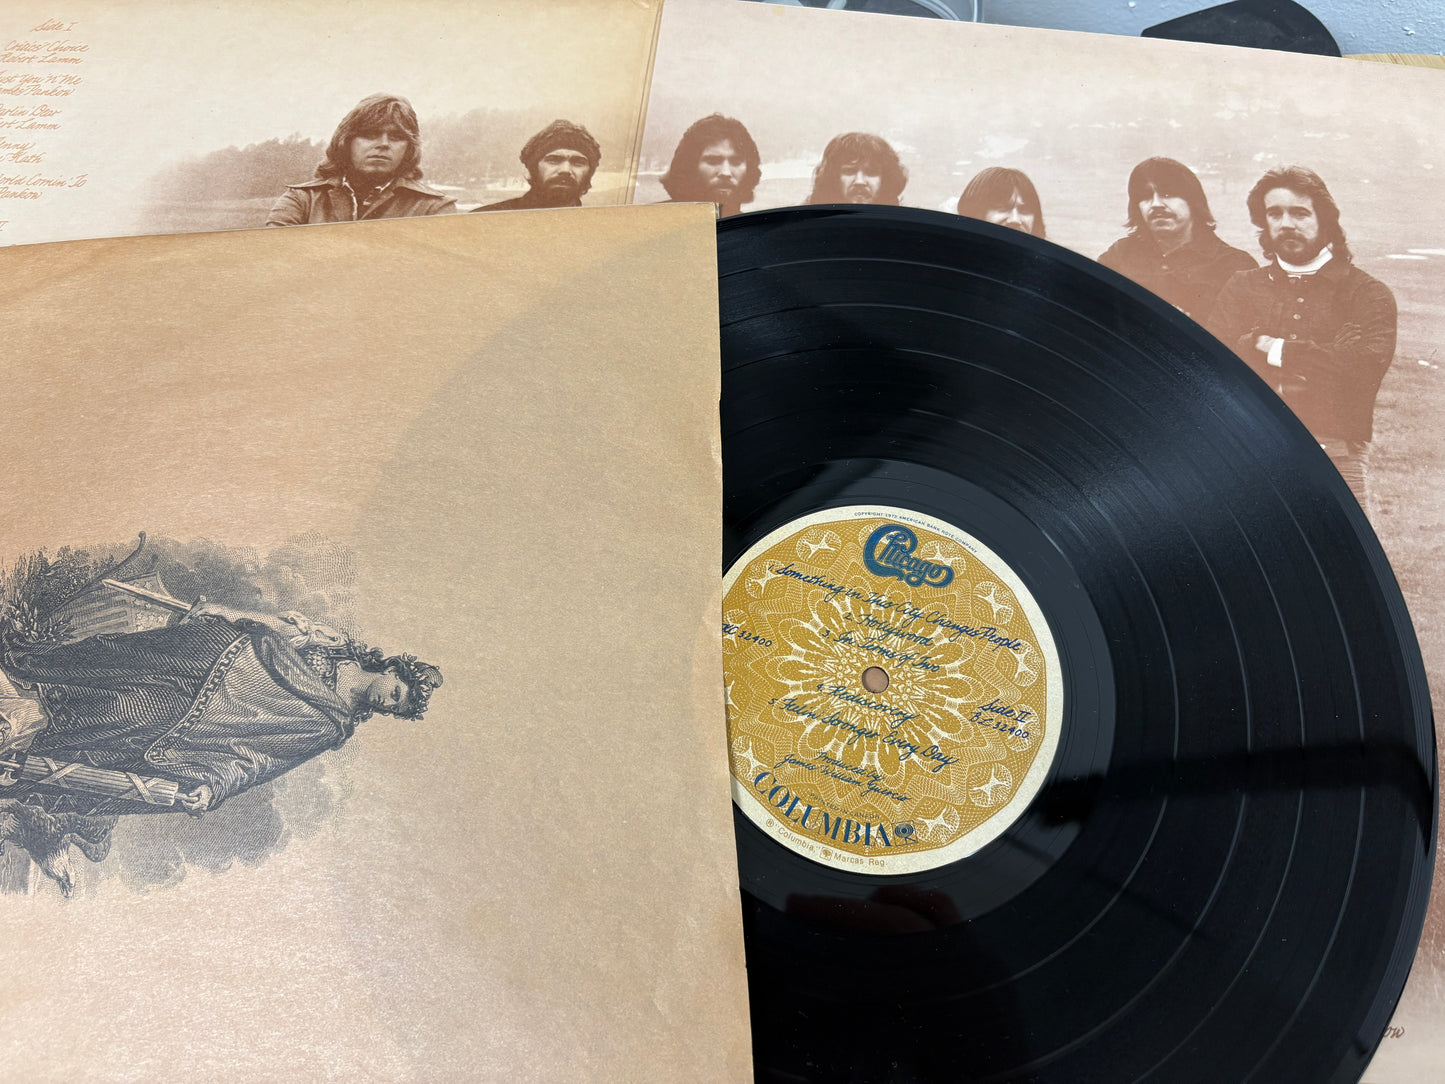 Side I
Critics' Choice
Robert Lamm
Just You 'N' Me
James Pankow
Darlin' Dear
Lamm
Jenny
Kath
World Comin' To
Pankow
COPYRIGHT 1973 AMERICAN BANK NOTE COMPANY
Chicago
1. Something In This City Changes People
2. Hollywood
3. In Terms of Two
32400
4. Rediscovery
Side II
32400
5. Feelin' Stronger Every Day
Produced by
James William Guercio
COLUMBIA
® "Columbia," Marcas Reg.